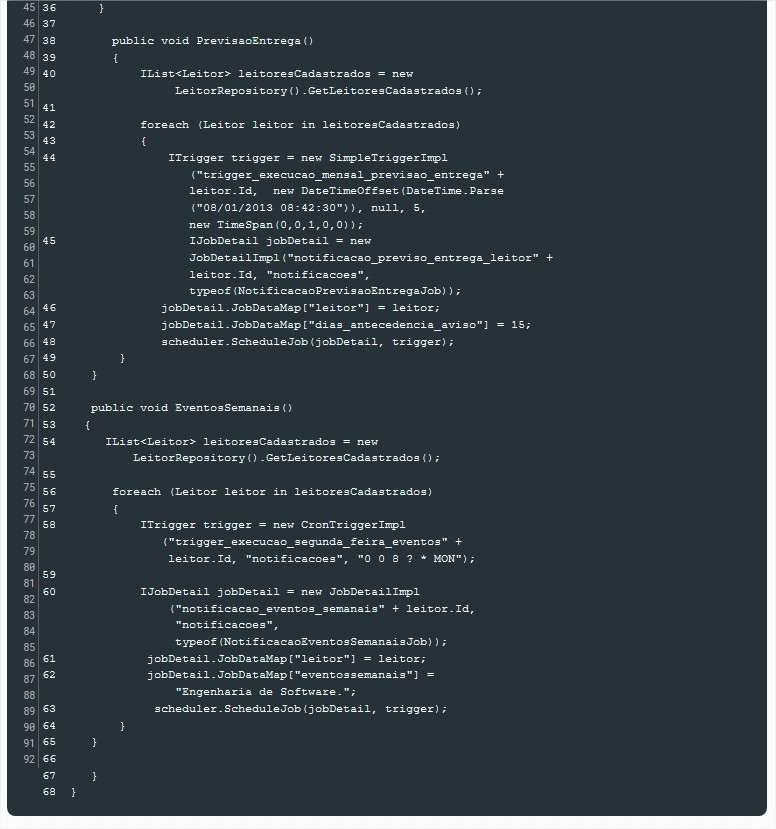 45 36 }
46 37
47 38 public void PrevisaoEntrega()
48 39 {
49 40 IList<Leitor> leitoresCadastrados = new
50 LeitorRepository().GetLeitoresCadastrados();
51 41
52 42 foreach (Leitor leitor in leitoresCadastrados)
53 43 {
54 44 ITrigger trigger = new SimpleTriggerImpl
55 ("trigger_execucao_mensal_previsao_entrega" +
56 leitor.Id, new DateTimeOffset(DateTime.Parse
57 ("08/01/2013 08:42:30")), null, 5,
58 new TimeSpan(0,0,1,0,0));
59 45 IJobDetail jobDetail = new
60 JobDetailImpl("notificacao_previso_entrega_leitor" +
61 leitor.Id, "notificacoes",
62 typeof(NotificacaoPrevisaoEntregaJob));
63 46 jobDetail.JobDataMap["leitor"] = leitor;
64 47 jobDetail.JobDataMap["dias_antecedencia_aviso"] = 15;
65 48 scheduler.ScheduleJob(jobDetail, trigger);
66 49 }
67 50 }
68 51
69 52 public void EventosSemanais()
70 53 {
71 54 IList<Leitor> leitoresCadastrados = new
72 LeitorRepository().GetLeitoresCadastrados();
73 55
74 56 foreach (Leitor leitor in leitoresCadastrados)
75 57 {
76 58 ITrigger trigger = new CronTriggerImpl
77 ("trigger_execucao_segunda_feira_eventos" +
78 leitor.Id, "notificacoes", "0 0 8 ? * MON");
79 59
80 60 IJobDetail jobDetail = new JobDetailImpl
81 ("notificacao_eventos_semanais" + leitor.Id,
82 "notificacoes",
83 typeof(NotificacaoEventosSemanaisJob));
84 61 jobDetail.JobDataMap["leitor"] = leitor;
85 62 jobDetail.JobDataMap["eventossemanais"] =
86 "Engenharia de Software.";
87 63 scheduler.ScheduleJob(jobDetail, trigger);
88 64 }
89 65 }
90 66
91 67 }
92 68 }